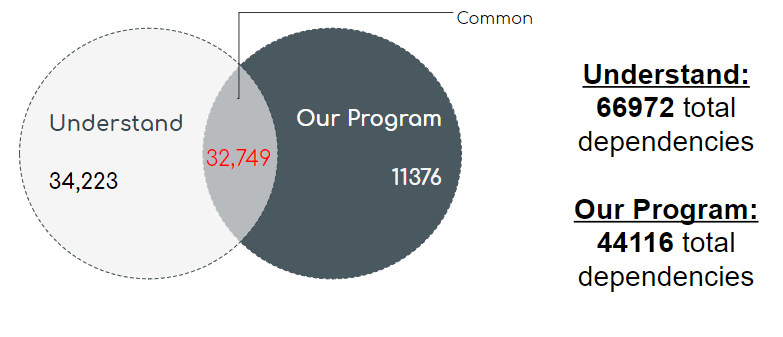 Common
Understand
34,223
32,749
Our Program
11376
Understand:
66972 total
dependencies
Our Program:
44116 total
dependencies